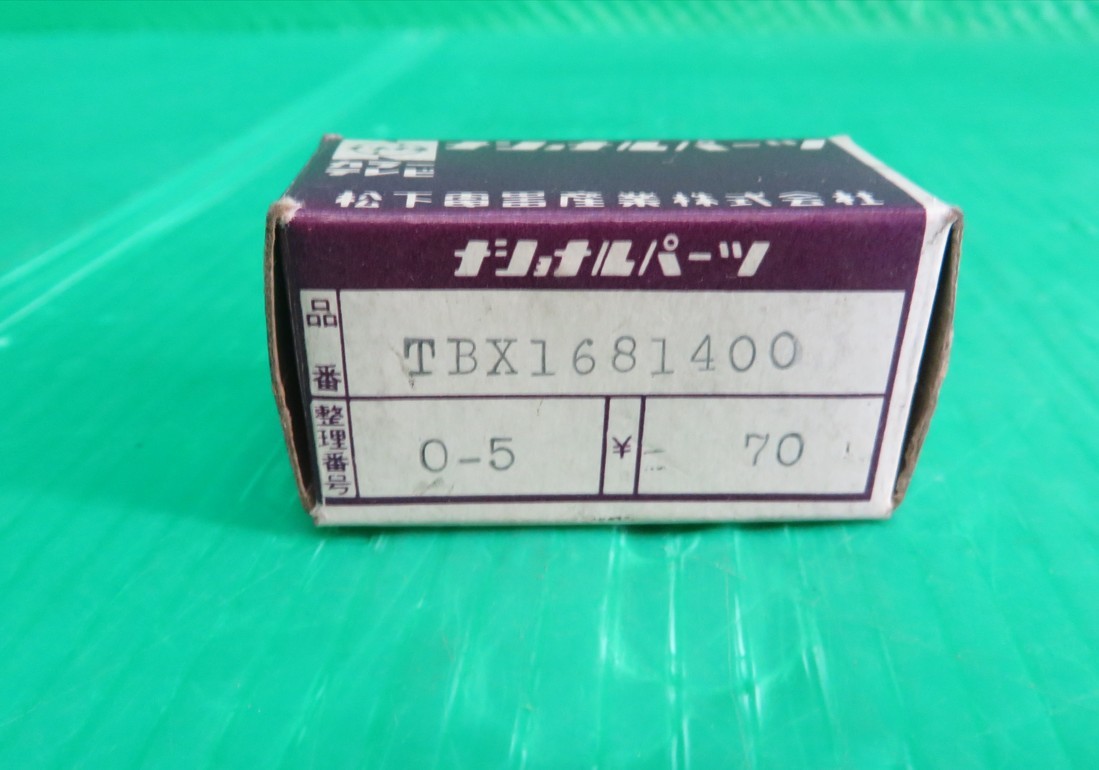 ナショナルパーツ
松下電器産業株式会社
ナショナルパーツ
品番
TBX1681400
整理番号
0-5
¥
70